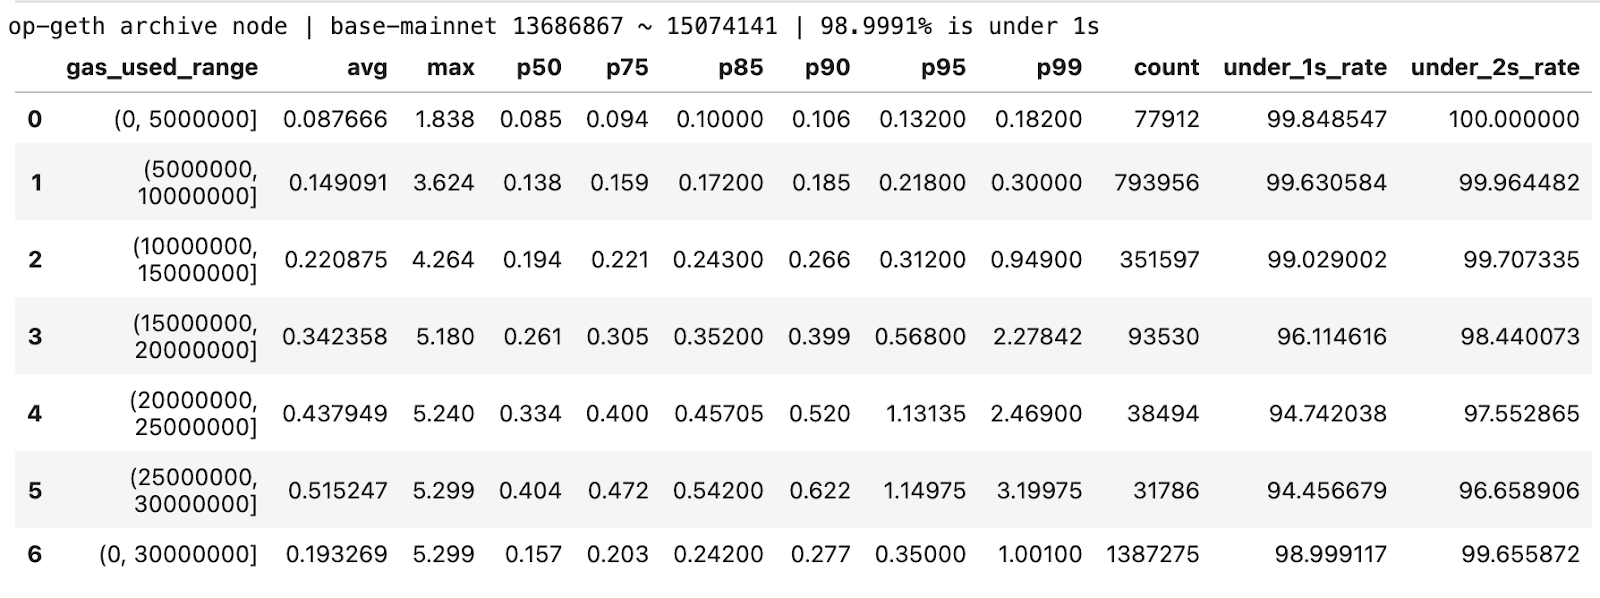 op-geth archive node | base-mainnet 13686867 ~ 15074141 | 98.9991% is under 1s
gas_used_range avg max p50 p75 p85 p90 p95 p99 count under_1s_rate under_2s_rate
0 (0, 5000000] 0.087666 1.838 0.085 0.094 0.10000 0.106 0.13200 0.18200 77912 99.848547 100.000000
1 (5000000, 10000000] 0.149091 3.624 0.138 0.159 0.17200 0.185 0.21800 0.30000 793956 99.630584 99.964482
2 (10000000, 15000000] 0.220875 4.264 0.194 0.221 0.24300 0.266 0.31200 0.94900 351597 99.029002 99.707335
3 (15000000, 20000000] 0.342358 5.180 0.261 0.305 0.35200 0.399 0.56800 2.27842 93530 96.114616 98.440073
4 (20000000, 25000000] 0.437949 5.240 0.334 0.400 0.45705 0.520 1.13135 2.46900 38494 94.742038 97.552865
5 (25000000, 30000000] 0.515247 5.299 0.404 0.472 0.54200 0.622 1.14975 3.19975 31786 94.456679 96.658906
6 (0, 30000000] 0.193269 5.299 0.157 0.203 0.24200 0.277 0.35000 1.00100 1387275 98.999117 99.655872